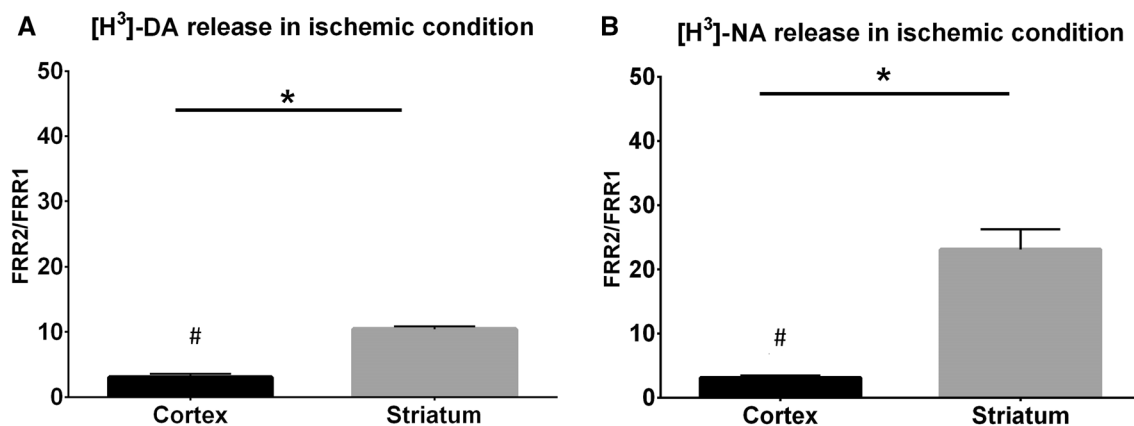 A [H³]-DA release in ischemic condition
50
40
30
20
10
0
FRR2/FRR1
*
#
Cortex Striatum
B [H³]-NA release in ischemic condition
50
40
30
20
10
0
FRR2/FRR1
*
#
Cortex Striatum